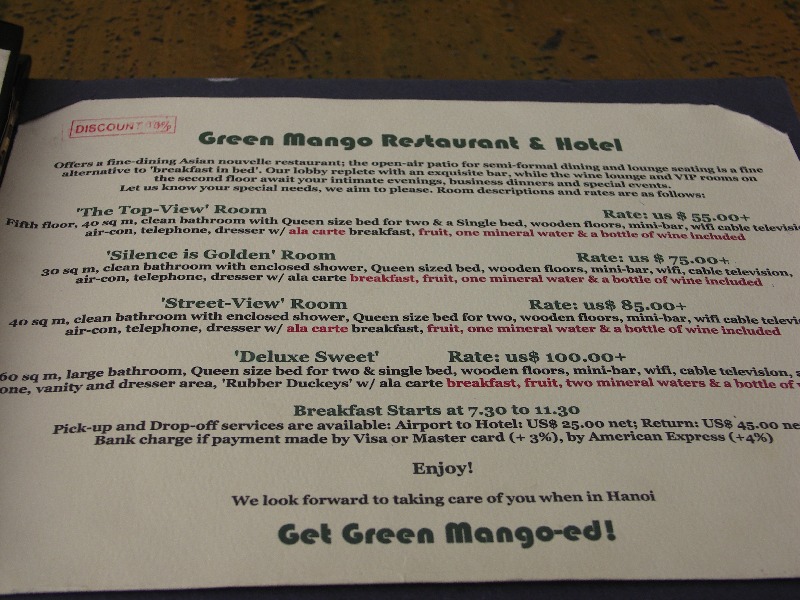 DISCOUNT 10%
Green Mango Restaurant & Hotel
Offers a fine-dining Asian nouvelle restaurant; the open-air patio for semi-formal dining and lounge seating is a fine
alternative to 'breakfast in bed'. Our lobby replete with an exquisite bar, while the wine lounge and VIP rooms on
the second floor await your intimate evenings, business dinners and special events.
Let us know your special needs, we aim to please. Room descriptions and rates are as follows:
'The Top-View' Room Rate: us $ 55.00+
Fifth floor, 40 sq m, clean bathroom with Queen size bed for two & a Single bed, wooden floors, mini-bar, wifi, cable televisi
air-con, telephone, dresser w/ ala carte breakfast, fruit, one mineral water & a bottle of wine included
'Silence is Golden' Room Rate: us $ 75.00+
30 sq m, clean bathroom with enclosed shower, Queen sized bed, wooden floors, mini-bar, wifi, cable television,
air-con, telephone, dresser w/ ala carte breakfast, fruit, one mineral water & a bottle of wine included
'Street-View' Room Rate: us$ 85.00+
40 sq m, clean bathroom with enclosed shower, Queen size bed for two, wooden floors, mini-bar, wifi, cable television,
air-con, telephone, dresser w/ ala carte breakfast, fruit, one mineral water & a bottle of wine included
'Deluxe Sweet' Rate: us$ 100.00+
60 sq m, large bathroom, Queen size bed for two & single bed, wooden floors, mini-bar, wifi, cable television, a
one, vanity and dresser area, 'Rubber Duckeys' w/ ala carte breakfast, fruit, two mineral waters & a bottle of
Breakfast Starts at 7.30 to 11.30
Pick-up and Drop-off services are available: Airport to Hotel: US$ 25.00 net; Return: US$ 45.00 ne
Bank charge if payment made by Visa or Master card (+ 3%), by American Express (+4%)
Enjoy!
We look forward to taking care of you when in Hanoi
Get Green Mango-ed!